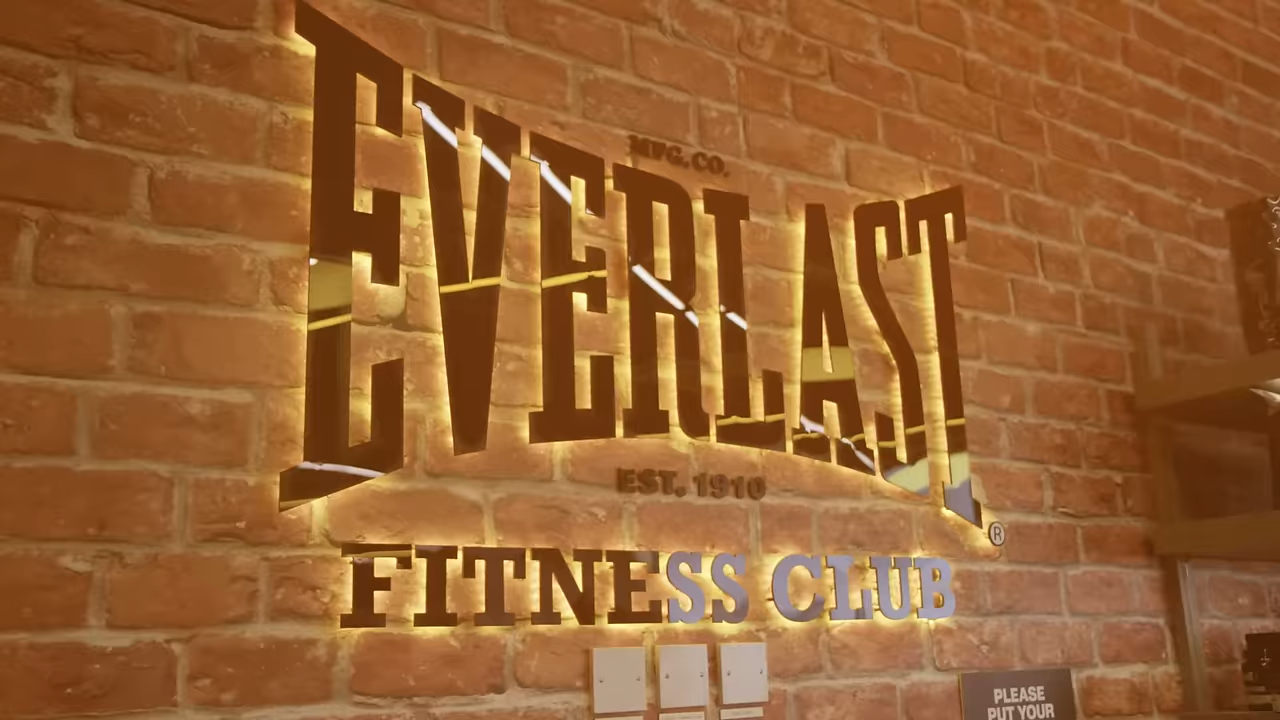 MFG.CO.
EVERLAST
EST. 1910
®
FITNESS CLUB
PLEASE
PUT YOUR